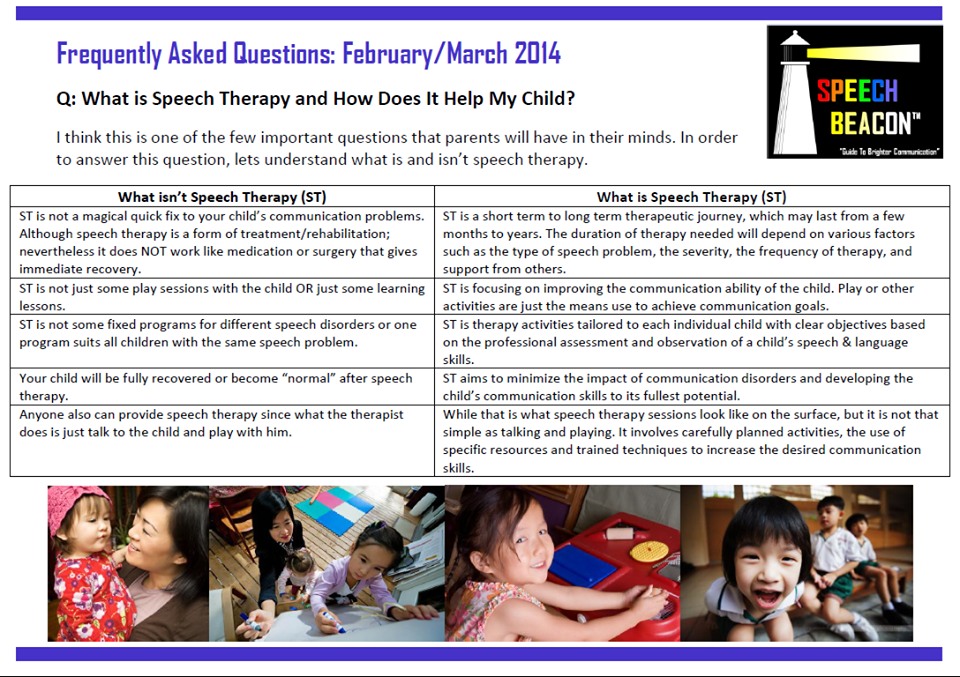 Frequently Asked Questions: February/March 2014
SPEECH
BEACON™
"Guide To Brighter Communication"
Q: What is Speech Therapy and How Does It Help My Child?
I think this is one of the few important questions that parents will have in their minds. In order
to answer this question, lets understand what is and isn't speech therapy.
What isn't Speech Therapy (ST)
What is Speech Therapy (ST)
ST is not a magical quick fix to your child's communication problems.
Although speech therapy is a form of treatment/rehabilitation;
nevertheless it does NOT work like medication or surgery that gives
immediate recovery.
ST is a short term to long term therapeutic journey, which may last from a few
months to years. The duration of therapy needed will depend on various factors
such as the type of speech problem, the severity, the frequency of therapy, and
support from others.
ST is not just some play sessions with the child OR just some learning
lessons.
ST is focusing on improving the communication ability of the child. Play or other
activities are just the means use to achieve communication goals.
ST is not some fixed programs for different speech disorders or one
program suits all children with the same speech problem.
ST is therapy activities tailored to each individual child with clear objectives based
on the professional assessment and observation of a child's speech & language
skills.
Your child will be fully recovered or become "normal" after speech
therapy.
ST aims to minimize the impact of communication disorders and developing the
child's communication skills to its fullest potential.
Anyone also can provide speech therapy since what the therapist
does is just talk to the child and play with him.
While that is what speech therapy sessions look like on the surface, but it is not that
simple as talking and playing. It involves carefully planned activities, the use of
specific resources and trained techniques to increase the desired communication
skills.